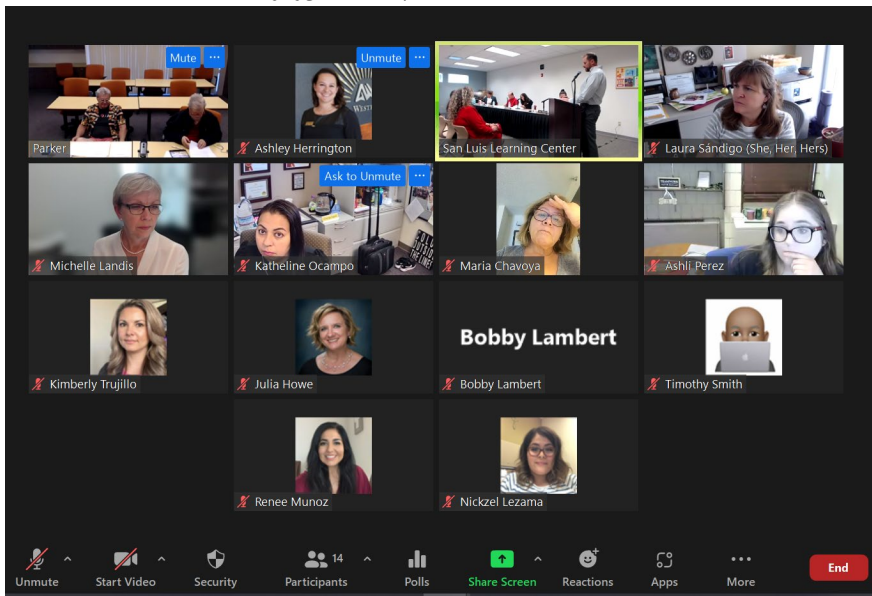 Mute ...
Unmute ...
Parker
Ashley Herrington
San Luis Learning Center
Laura Sándigo (She, Her, Hers)
Ask to Unmute ...
Michelle Landis
Katheline Ocampo
Maria Chavoya
Ashli Perez
Bobby Lambert
Kimberly Trujillo
Julia Howe
Bobby Lambert
Timothy Smith
Renee Munoz
Nickzel Lezama
14
Unmute
Start Video
Security
Participants
Polls
Share Screen
Reactions
Apps
More
End